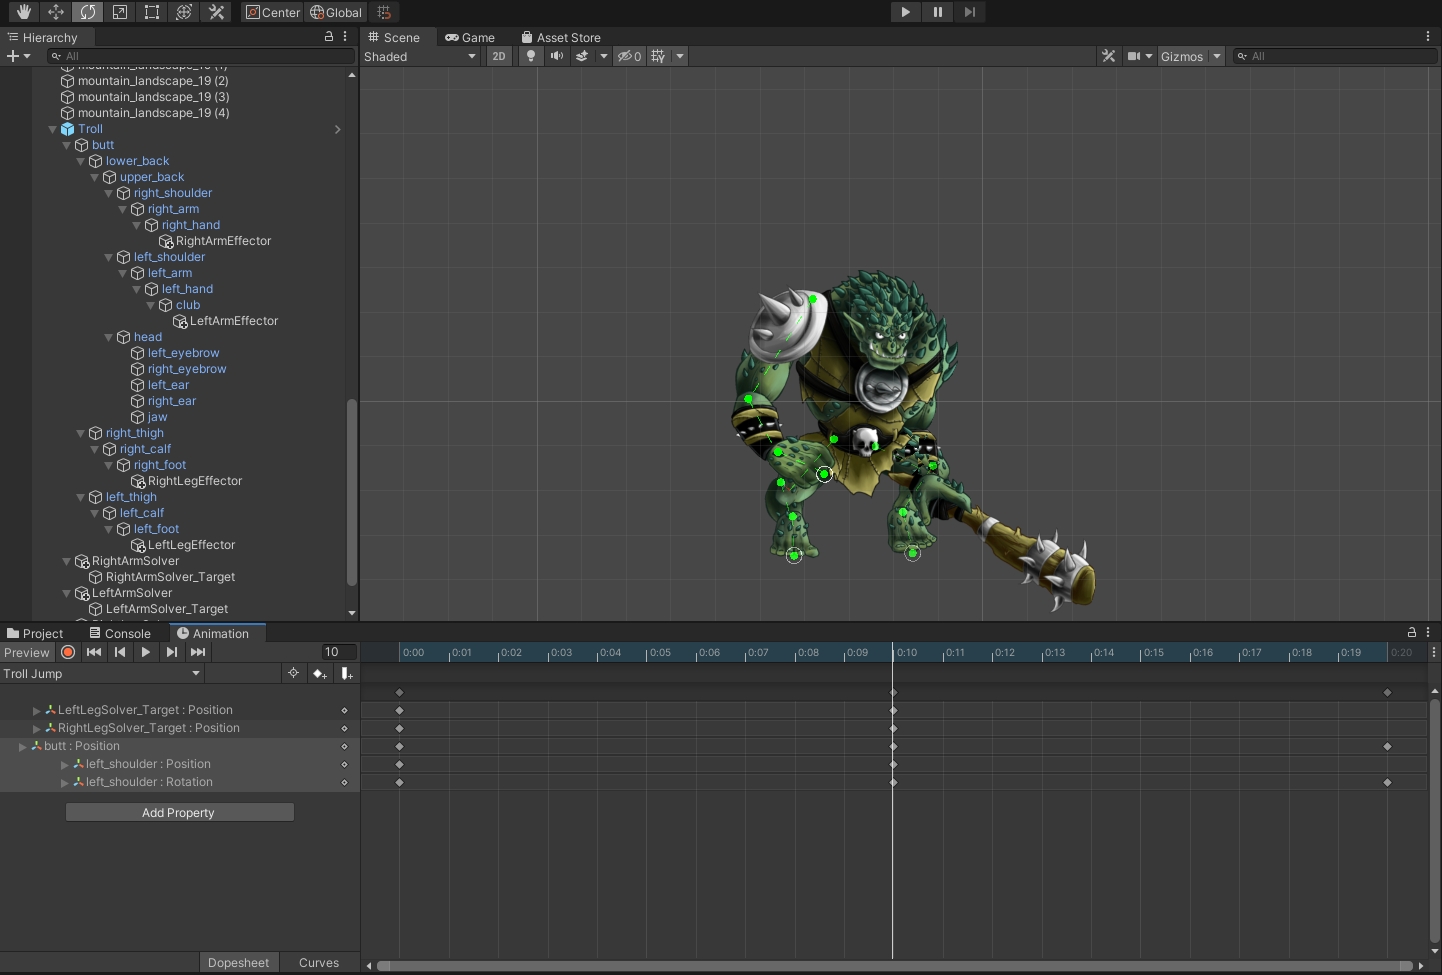 Center Global
Hierarchy
All
mountain_landscape_19 (1)
mountain_landscape_19 (2)
mountain_landscape_19 (3)
mountain_landscape_19 (4)
Troll
butt
lower_back
upper_back
right_shoulder
right_arm
right_hand
RightArmEffector
left_shoulder
left_arm
left_hand
club
LeftArmEffector
head
left_eyebrow
right_eyebrow
left_ear
right_ear
jaw
right_thigh
right_calf
right_foot
RightLegEffector
left_thigh
left_calf
left_foot
LeftLegEffector
RightArmSolver
RightArmSolver_Target
LeftArmSolver
LeftArmSolver_Target
Scene Game Asset Store
Shaded 2D 0 Gizmos All
Project Console Animation
Preview 10
0:00 0:01 0:02 0:03 0:04 0:05 0:06 0:07 0:08 0:09 0:10 0:11 0:12 0:13 0:14 0:15 0:16 0:17 0:18 0:19 0:20
Troll Jump
LeftLegSolver_Target : Position
RightLegSolver_Target : Position
butt : Position
left_shoulder : Position
left_shoulder : Rotation
Add Property
Dopesheet Curves